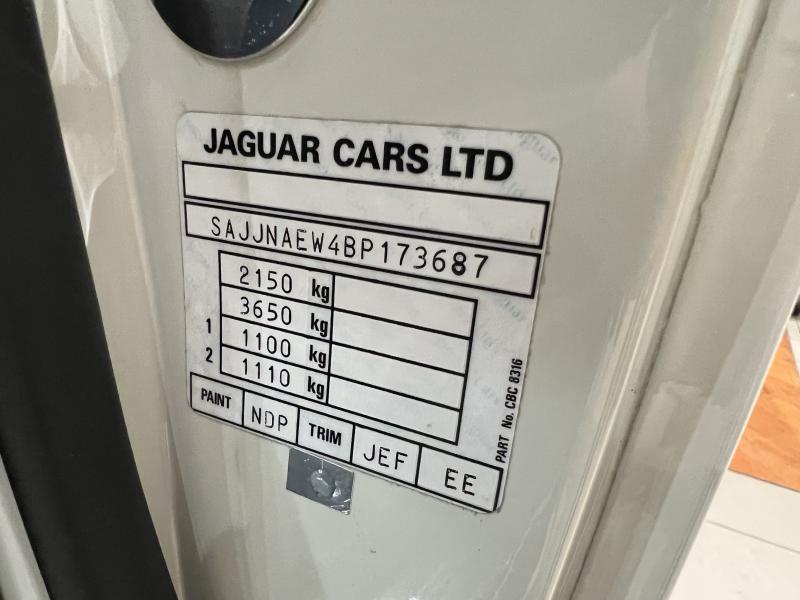 JAGUAR CARS LTD
SAJJNAEW4BP173687
2150 kg
3650 kg
1 1100 kg
2 1110 kg
PAINT NDP TRIM JEF EE
PART No. CBC 8316